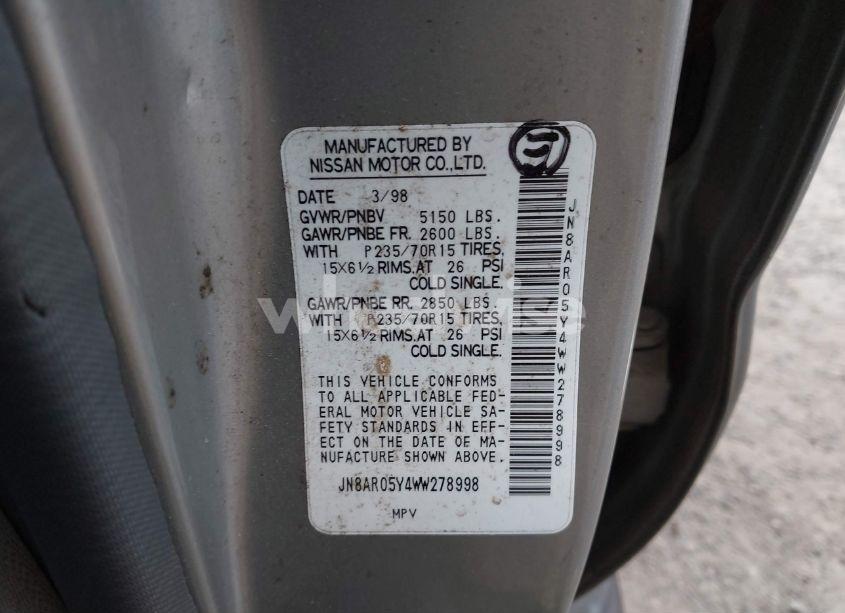 MANUFACTURED BY
NISSAN MOTOR CO.,LTD.
DATE 3/98
GVWR/PNBV 5150 LBS.
GAWR/PNBE FR. 2600 LBS.
WITH P235/70R15 TIRES,
15X6½ RIMS.AT 26 PSI
COLD SINGLE.
GAWR/PNBE RR. 2850 LBS.
WITH P235/70R15 TIRES,
15X6½ RIMS.AT 26 PSI
COLD SINGLE.
THIS VEHICLE CONFORMS
TO ALL APPLICABLE FED-
ERAL MOTOR VEHICLE SA-
FETY STANDARDS IN EFF-
ECT ON THE DATE OF MA-
NUFACTURE SHOWN ABOVE.
JN8AR05Y4WW278998
MPV
JN8AR05Y4WW278998